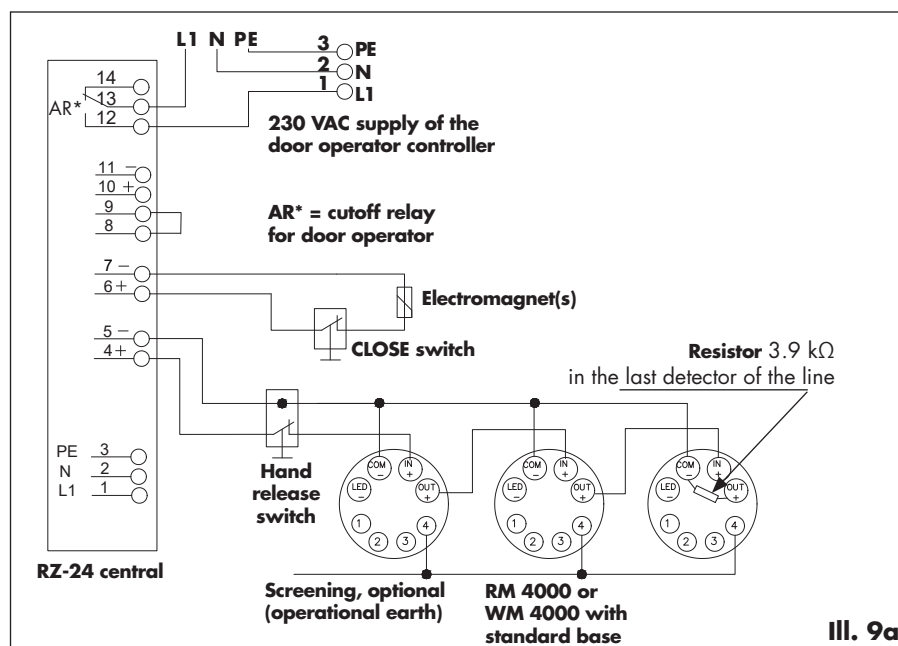 L1 N PE
3 PE
2 N
1 L1
230 VAC supply of the
door operator controller
AR* = cutoff relay
for door operator
14
AR* 13
12
11 −
10 +
9
8
7 −
6 +
5 −
4 +
PE 3
N 2
L1 1
RZ-24 central
Electromagnet(s)
CLOSE switch
Resistor 3.9 kΩ
in the last detector of the line
Hand
release
switch
COM − IN +
LED − OUT +
1 4
2 3
COM − IN +
LED − OUT +
1 4
2 3
COM − IN +
LED − OUT +
1 4
2 3
Screening, optional
(operational earth)
RM 4000 or
WM 4000 with
standard base
Ill. 9a